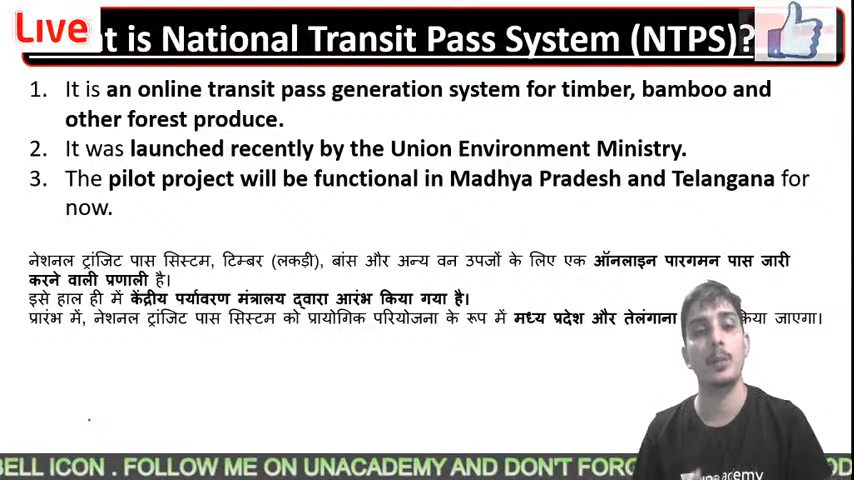 Live
t is National Transit Pass System (NTPS)?
1. It is an online transit pass generation system for timber, bamboo and
other forest produce.
2. It was launched recently by the Union Environment Ministry.
3. The pilot project will be functional in Madhya Pradesh and Telangana for
now.
नेशनल ट्रांजिट पास सिस्टम, टिम्बर (लकड़ी), बांस और अन्य वन उपजों के लिए एक ऑनलाइन पारगमन पास जारी
करने वाली प्रणाली है।
इसे हाल ही में केंद्रीय पर्यावरण मंत्रालय द्वारा आरंभ किया गया है।
प्रारंभ में, नेशनल ट्रांजिट पास सिस्टम को प्रायोगिक परियोजना के रूप में मध्य प्रदेश और तेलंगाना किया जाएगा।
BELL ICON . FOLLOW ME ON UNACADEMY AND DON'T FORG